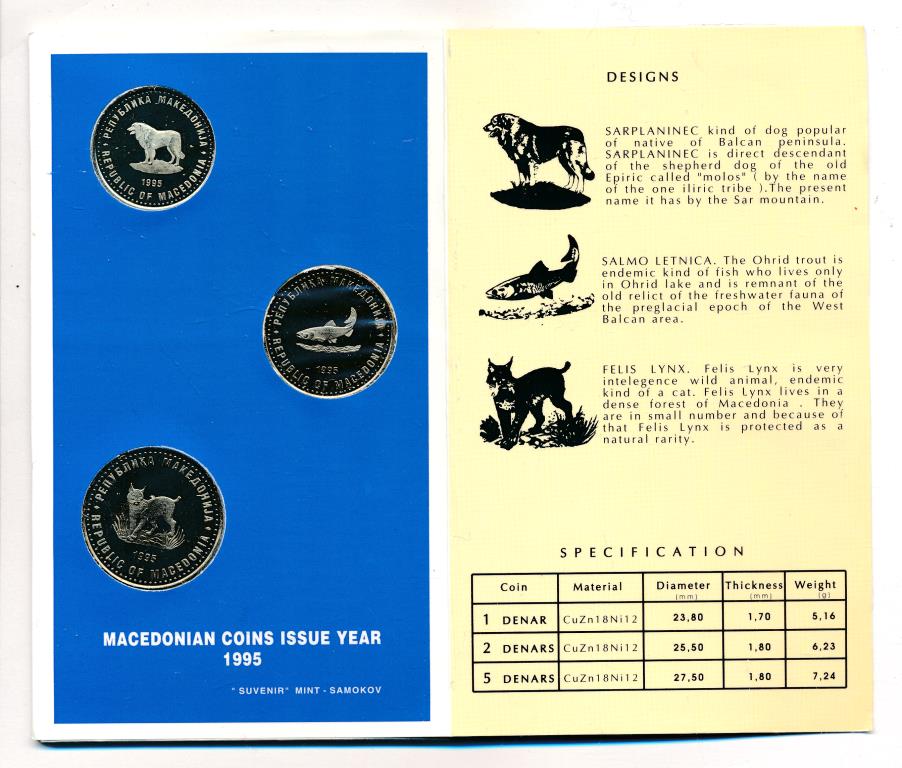 РЕПУБЛИКА МАКЕДОНИЈА
1995
REPUBLIC OF MACEDONIA
РЕПУБЛИКА МАКЕДОНИЈА
1995
REPUBLIC OF MACEDONIA
РЕПУБЛИКА МАКЕДОНИЈА
1995
REPUBLIC OF MACEDONIA
MACEDONIAN COINS ISSUE YEAR
1995
" SUVENIR" MINT - SAMOKOV
DESIGNS
SARPLANINEC kind of dog popular
of native of Balcan peninsula.
SARPLANINEC is direct descendant
of the shepherd dog of the old
Epiric called "molos" ( by the name
of the one iliric tribe ).The present
name it has by the Sar mountain.
SALMO LETNICA. The Ohrid trout is
endemic kind of fish who lives only
in Ohrid lake and is remnant of the
old relict of the freshwater fauna of
the preglacial epoch of the West
Balcan area.
FELIS LYNX. Felis Lynx is very
intelegence wild animal, endemic
kind of a cat. Felis Lynx lives in a
dense forest of Macedonia . They
are in small number and because of
that Felis Lynx is protected as a
natural rarity.
SPECIFICATION
Coin Material Diameter (mm) Thickness (mm) Weight (g)
1 DENAR CuZn18Ni12 23,80 1,70 5,16
2 DENARS CuZn18Ni12 25,50 1,80 6,23
5 DENARS CuZn18Ni12 27,50 1,80 7,24